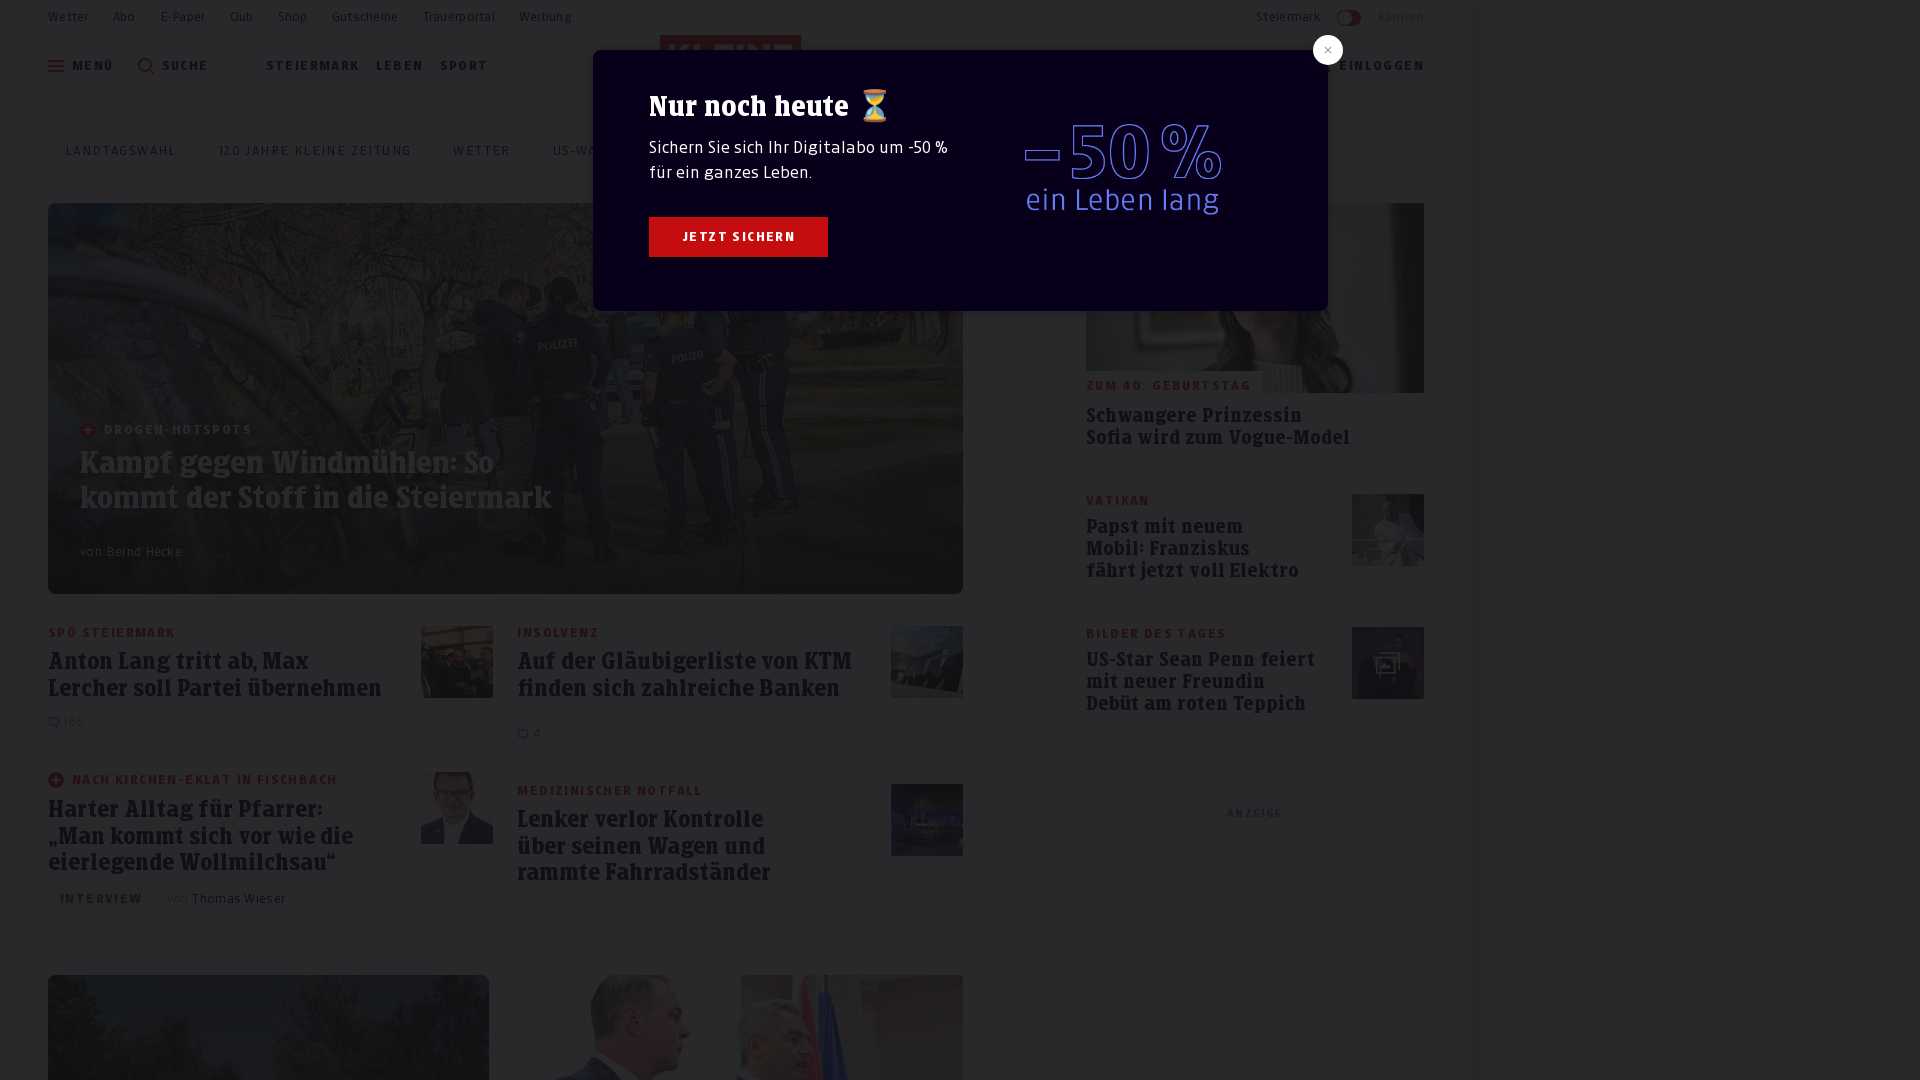 Wetter Abo E-Paper Club Shop Gutscheine Trauerportal Werbung Steiermark Kärnten
MENÜ SUCHE STEIERMARK LEBEN SPORT EINLOGGEN
Nur noch heute ⏳
Sichern Sie sich Ihr Digitalabo um -50 %
für ein ganzes Leben.
JETZT SICHERN
–50 %
ein Leben lang
LANDTAGSWAHL 120 JAHRE KLEINE ZEITUNG WETTER
POLIZEI
POLIZEI
DROGEN-HOTSPOTS
Kampf gegen Windmühlen: So
kommt der Stoff in die Steiermark
von Bernd Hecke
ZUM 40. GEBURTSTAG
Schwangere Prinzessin
Sofia wird zum Vogue-Model
VATIKAN
Papst mit neuem
Mobil: Franziskus
fährt jetzt voll Elektro
BILDER DES TAGES
US-Star Sean Penn feiert
mit neuer Freundin
Debüt am roten Teppich
SPÖ STEIERMARK
Anton Lang tritt ab, Max
Lercher soll Partei übernehmen
INSOLVENZ
Auf der Gläubigerliste von KTM
finden sich zahlreiche Banken
4
NACH KIRCHEN-EKLAT IN FISCHBACH
Harter Alltag für Pfarrer:
„Man kommt sich vor wie die
eierlegende Wollmilchsau“
INTERVIEW von Thomas Wieser
MEDIZINISCHER NOTFALL
Lenker verlor Kontrolle
über seinen Wagen und
rammte Fahrradständer
ANZEIGE